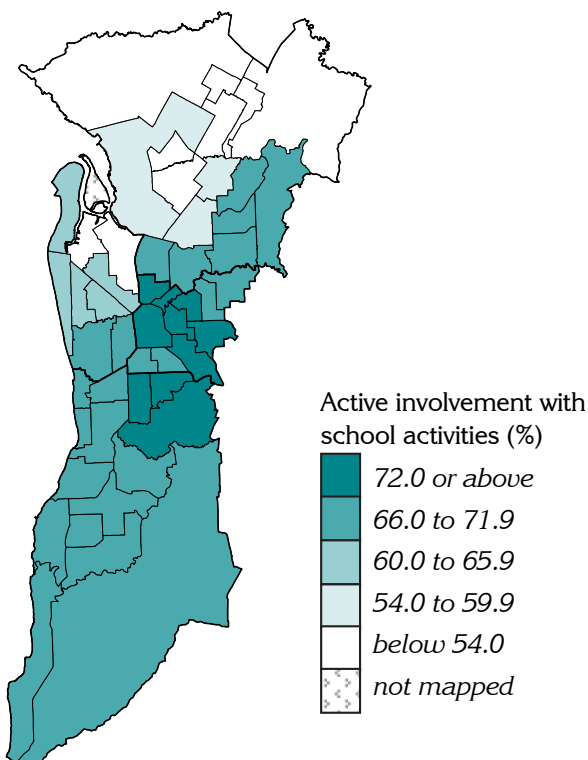 Active involvement with
school activities (%)
72.0 or above
66.0 to 71.9
60.0 to 65.9
54.0 to 59.9
below 54.0
not mapped